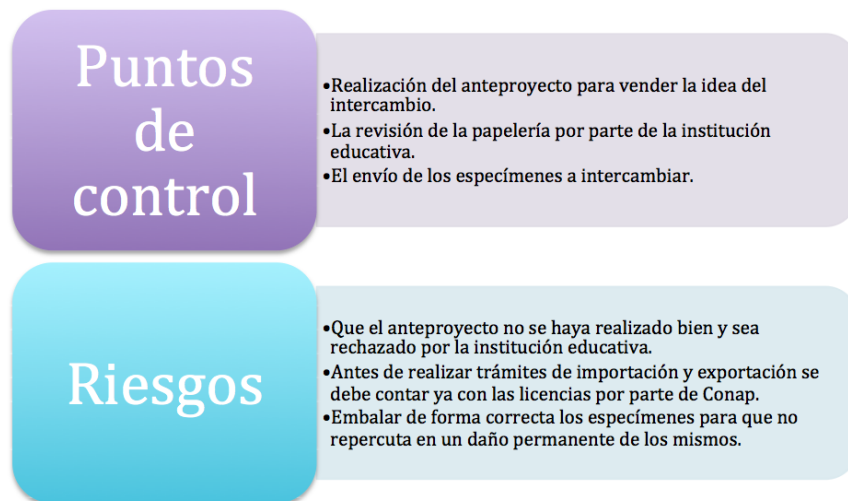 Puntos
de
control
•Realización del anteproyecto para vender la idea del
intercambio.
•La revisión de la papelería por parte de la institución
educativa.
•El envío de los especímenes a intercambiar.
Riesgos
•Que el anteproyecto no se haya realizado bien y sea
rechazado por la institución educativa.
•Antes de realizar trámites de importación y exportación se
debe contar ya con las licencias por parte de Conap.
•Embalar de forma correcta los especímenes para que no
repercuta en un daño permanente de los mismos.